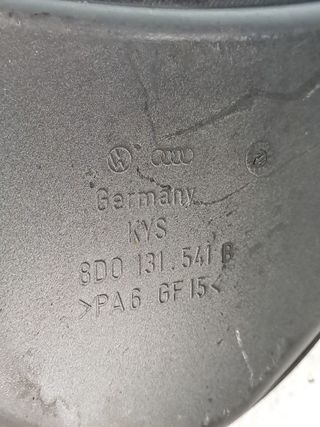 Germany
KYS
8D0 131.541 B
>PA6 GF15<